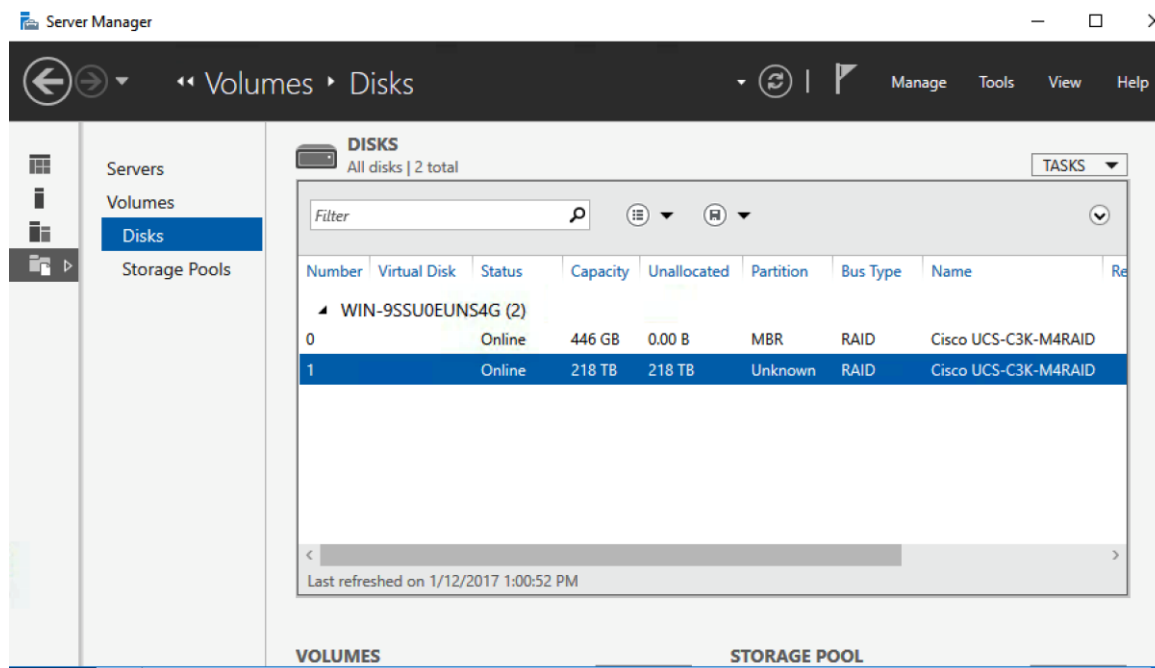 Server Manager
Volumes Disks
Manage Tools View Help
DISKS
All disks | 2 total
TASKS
Servers
Volumes
Disks
Storage Pools
Filter
Number Virtual Disk Status Capacity Unallocated Partition Bus Type Name Re
WIN-9SSU0EUNS4G (2)
0 Online 446 GB 0.00 B MBR RAID Cisco UCS-C3K-M4RAID
1 Online 218 TB 218 TB Unknown RAID Cisco UCS-C3K-M4RAID
Last refreshed on 1/12/2017 1:00:52 PM
VOLUMES STORAGE POOL